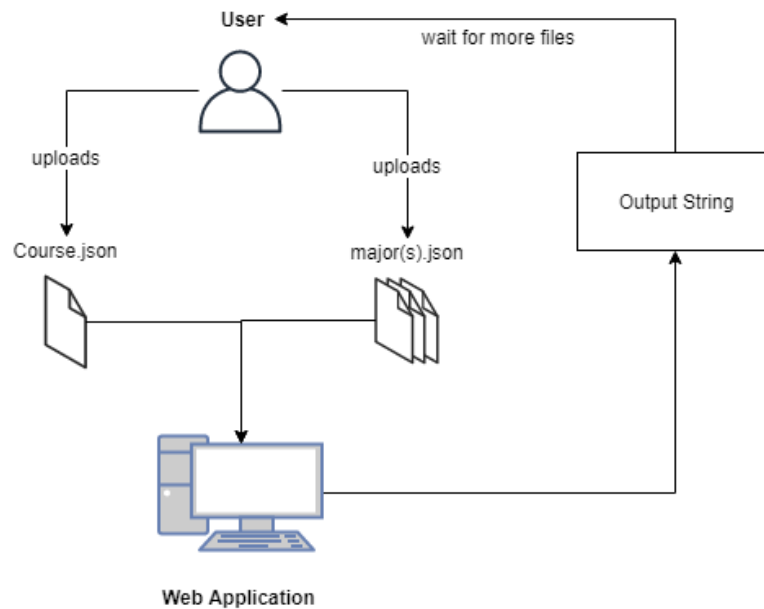 User
wait for more files
uploads
uploads
Output String
Course.json
major(s).json
Web Application